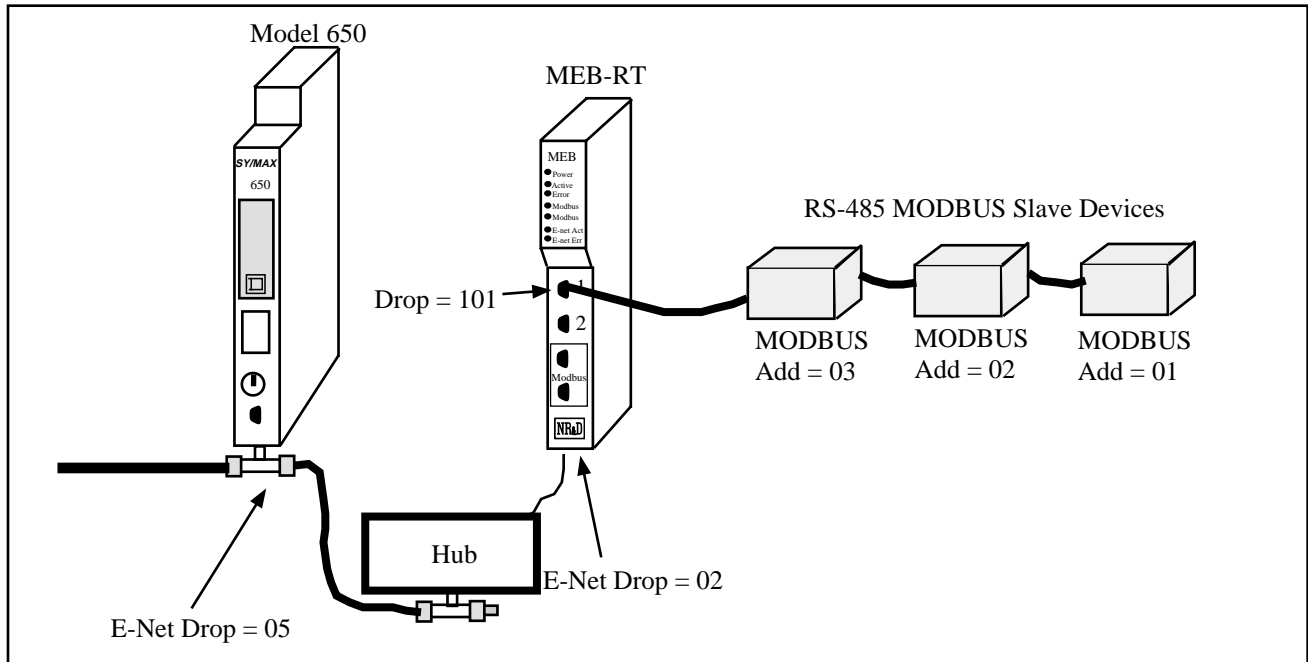 Model 650
MEB-RT
SY/MAX
650
MEB
Power
Active
Error
Modbus
Modbus
E-net Act
E-net Err
RS-485 MODBUS Slave Devices
Drop = 101
1
2
Modbus
NR&D
MODBUS
Add = 03
MODBUS
Add = 02
MODBUS
Add = 01
Hub
E-Net Drop = 02
E-Net Drop = 05